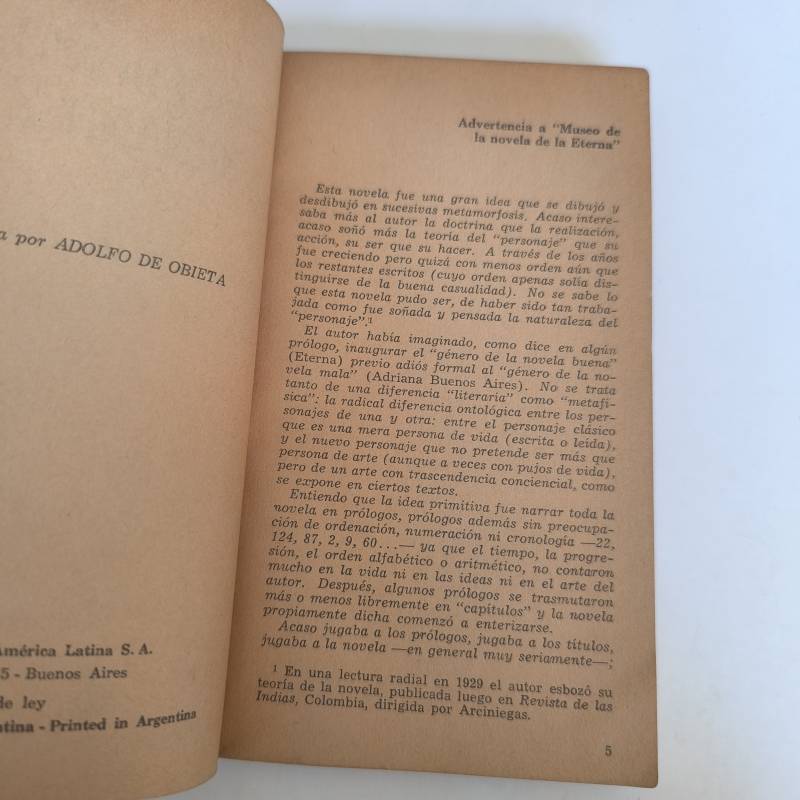 a por ADOLFO DE OBIETA
América Latina S. A.
5 - Buenos Aires
de ley
ntina - Printed in Argentina
Advertencia a "Museo de
la novela de la Eterna"
Esta novela fue una gran idea que se dibujó y
desdibujó en sucesivas metamorfosis. Acaso intere-
saba más al autor la doctrina que la realización,
acaso soñó más la teoría del "personaje" que su
acción, su ser que su hacer. A través de los años
fue creciendo pero quizá con menos orden aún que
los restantes escritos (cuyo orden apenas solía dis-
tinguirse de la buena casualidad). No se sabe lo
que esta novela pudo ser, de haber sido tan traba-
jada como fue soñada y pensada la naturaleza del
"personaje".¹
El autor había imaginado, como dice en algún
prólogo, inaugurar el "género de la novela buena"
(Eterna) previo adiós formal al "género de la no-
vela mala" (Adriana Buenos Aires). No se trata
tanto de una diferencia "literaria" como "metafí-
sica": la radical diferencia ontológica entre los per-
sonajes de una y otra: entre el personaje clásico
que es una mera persona de vida (escrita o leída),
y el nuevo personaje que no pretende ser más que
persona de arte (aunque a veces con pujos de vida),
pero de un arte con trascendencia conciencial, como
se expone en ciertos textos.
Entiendo que la idea primitiva fue narrar toda la
novela en prólogos, prólogos además sin preocupa-
ción de ordenación, numeración ni cronología —22,
124, 87, 2, 9, 60...— ya que el tiempo, la progre-
sión, el orden alfabético o aritmético, no contaron
mucho en la vida ni en las ideas ni en el arte del
autor. Después, algunos prólogos se trasmutaron
más o menos libremente en "capítulos" y la novela
propiamente dicha comenzó a enterizarse.
Acaso jugaba a los prólogos, jugaba a los títulos,
jugaba a la novela —en general muy seriamente—;
¹ En una lectura radial en 1929 el autor esbozó su
teoría de la novela, publicada luego en Revista de las
Indias, Colombia, dirigida por Arciniegas.
5